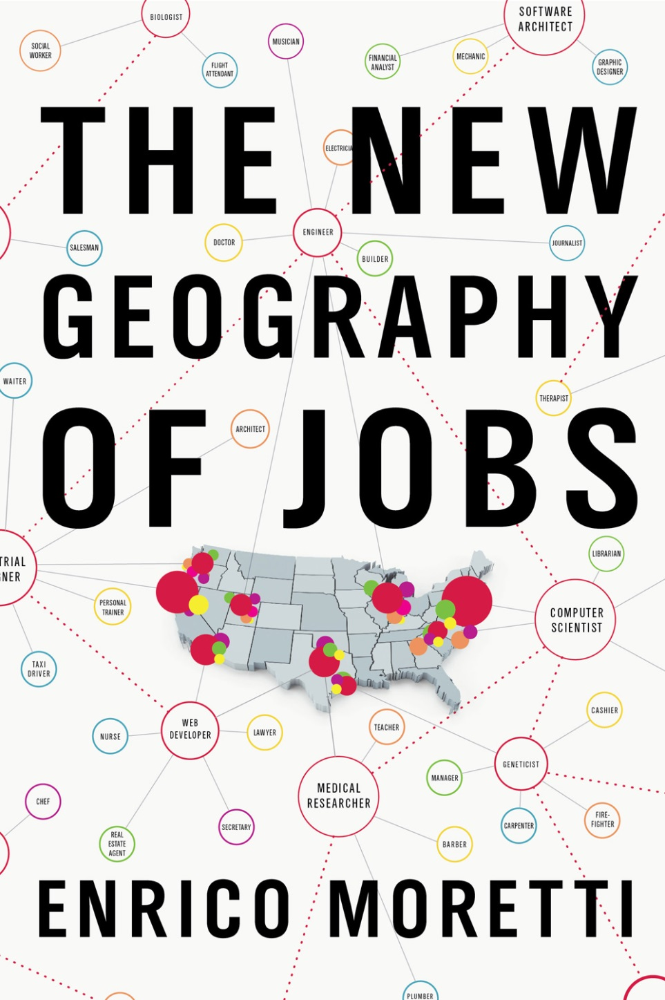 BIOLOGIST
SOFTWARE
ARCHITECT
SOCIAL
WORKER
MUSICIAN
FINANCIAL
ANALYST
MECHANIC
FLIGHT
ATTENDANT
GRAPHIC
DESIGNER
THE NEW
ELECTRICIA
ENGINEER
SALESMAN
DOCTOR
JOURNALIST
BUILDER
GEOGRAPHY
WAITER
THERAPIST
ARCHITECT
OF JOBS
TRIAL
GNER
LIBRARIAN
PERSONAL
TRAINER
COMPUTER
SCIENTIST
TAXI
DRIVER
CASHIER
WEB
DEVELOPER
NURSE
LAWYER
TEACHER
GENETICIST
MANAGER
MEDICAL
RESEARCHER
CHEF
SECRETARY
CARPENTER
FIRE-
FIGHTER
REAL
ESTATE
AGENT
BARBER
ENRICO MORETTI
PLUMBER